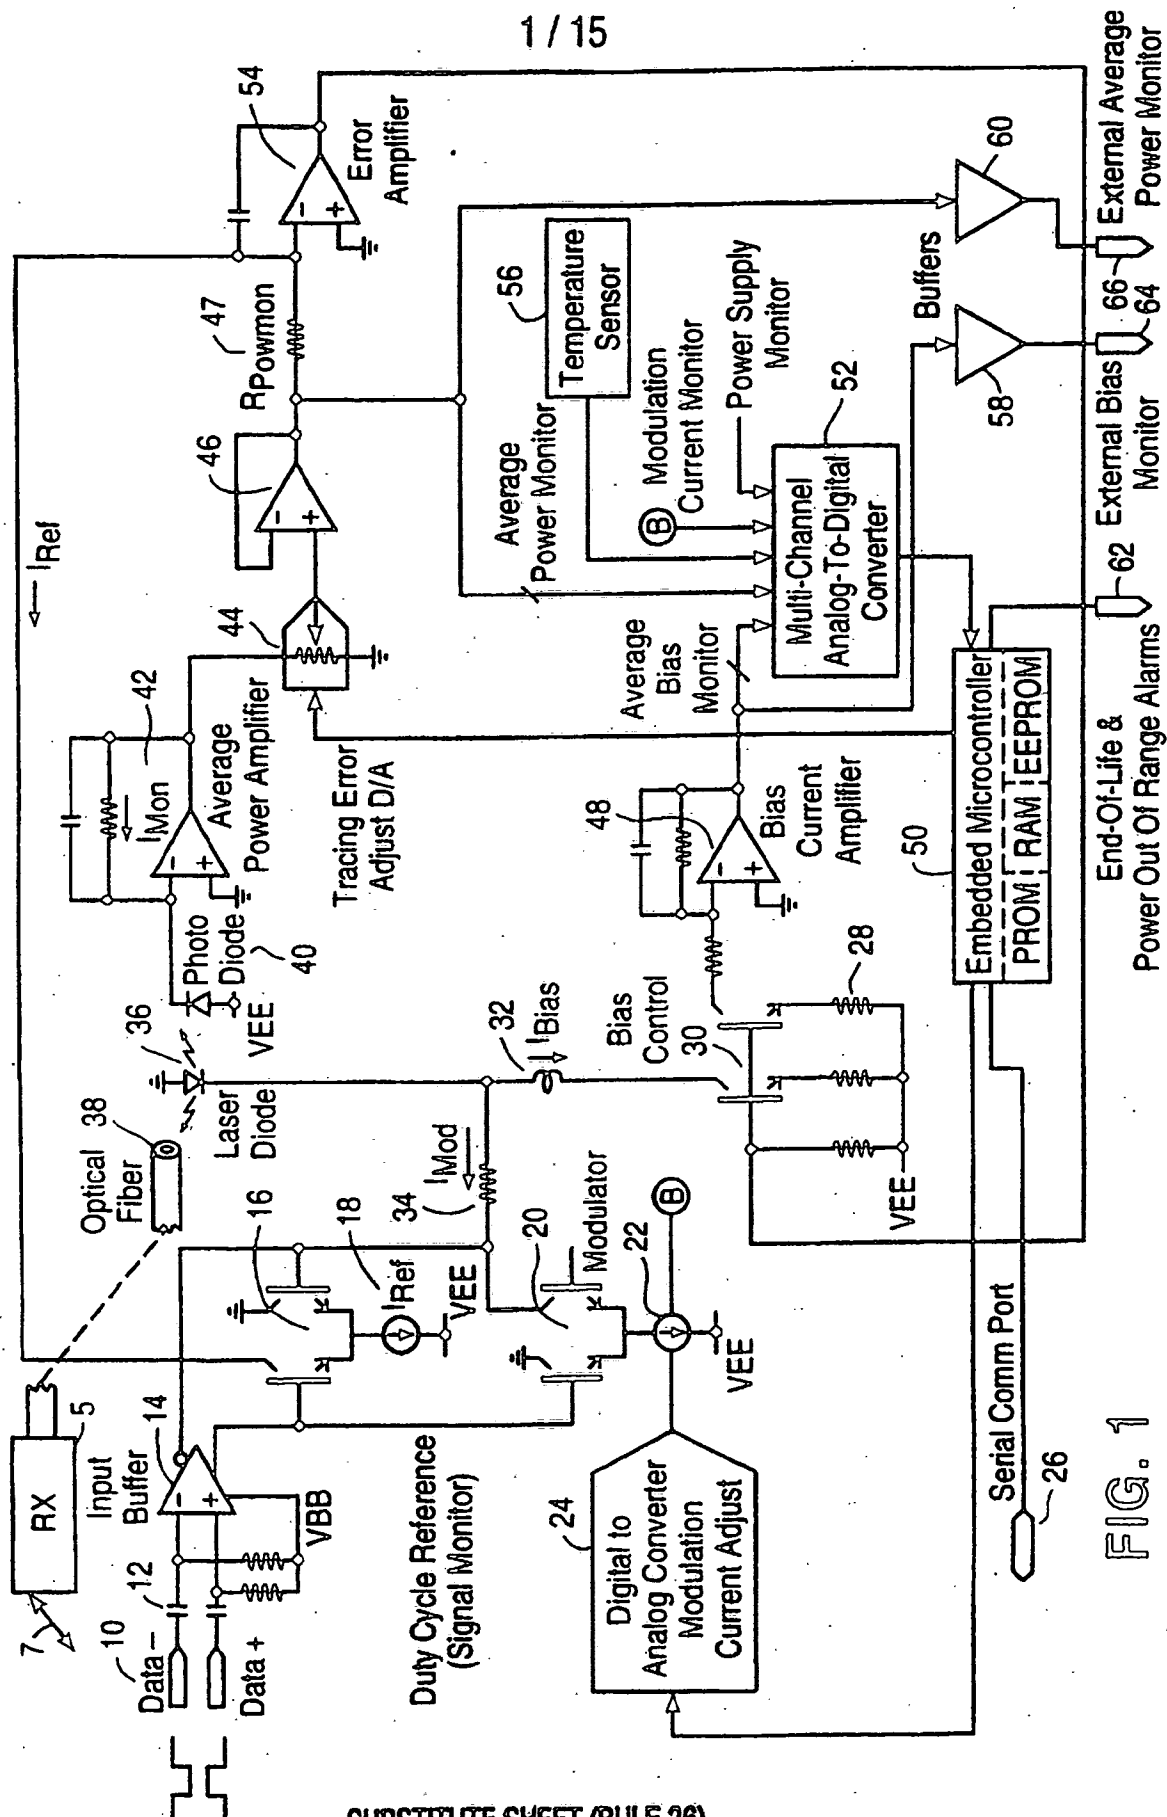 1 / 15
RX
5
7
10
Data –
Data +
12
Input
Buffer
14
VBB
Optical
Fiber
38
16
18
IRef
VEE
Duty Cycle Reference
(Signal Monitor)
Laser
Diode
36
VEE
Photo
Diode
40
IMon
42
Average
Power Amplifier
Tracing Error
Adjust D/A
44
IRef
46
RPowmon
47
54
Error
Amplifier
34
IMod
32
IBias
Modulator
20
22
VEE
B
24
Digital to
Analog Converter
Modulation
Current Adjust
Bias
Control
30
28
VEE
48
Bias
Current
Amplifier
Average
Bias
Monitor
Average
Power Monitor
56
Temperature
Sensor
B
Modulation
Current Monitor
Power Supply
Monitor
52
Multi-Channel
Analog-To-Digital
Converter
Buffers
58
60
50
Embedded Microcontroller
PROM
RAM
EEPROM
Serial Comm Port
26
End-Of-Life &
Power Out Of Range Alarms
62
External Bias
Monitor
64
66
External Average
Power Monitor
FIG. 1
SUBSTITUTE SHEET (RULE 26)